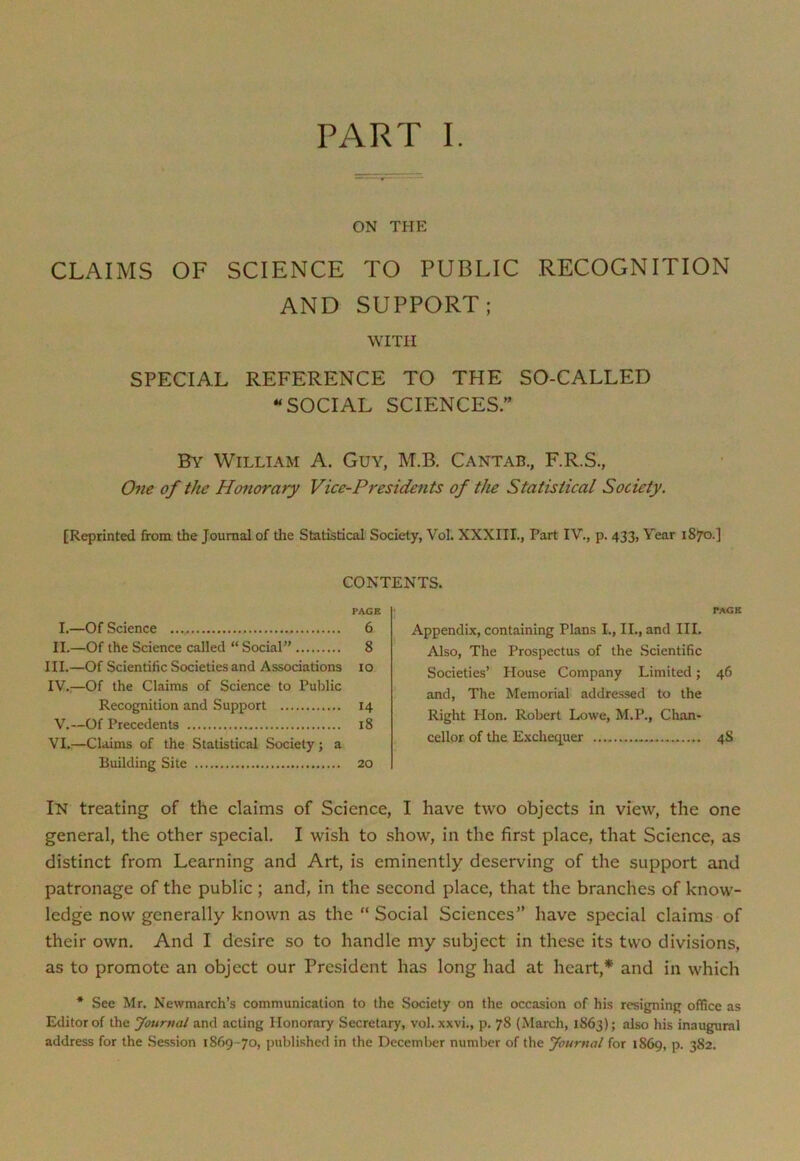 PART I.
ON THE
CLAIMS OF SCIENCE TO PUBLIC RECOGNITION
AND SUPPORT;
WITH
SPECIAL REFERENCE TO THE SO-CALLED
“SOCIAL SCIENCES.”
By William A. Guy, M.B. Cantab., F.R.S.,
One of the Honorary Vice-Presidents of the Statistical Society.
[Reprinted from the Journal of the Statistical Society, Vol. XXXIII., Part IV., p. 433, Year 1870.]
CONTENTS.
PAGE
I.—Of Science .................................... 6
II.—Of the Science called “ Social” .......... 8
III.—Of Scientific Societies and Associations 10
IV.—Of the Claims of Science to Public
Recognition and Support ............ 14
V.—Of Precedents ................................ 18
VI.—Claims of the Statistical Society; a
Building Site .............................. 20
PAGE
Appendix, containing Plans I., II., and III.
Also, The Prospectus of the Scientific
Societies’ House Company Limited; 46
and, The Memorial addressed to the
Right Hon. Robert Lowe, M.P., Chan-
cellor of the Exchequer ...................... 48
In treating of the claims of Science, I have two objects in view, the one
general, the other special. I wish to show, in the first place, that Science, as
distinct from Learning and Art, is eminently deserving of the support and
patronage of the public ; and, in the second place, that the branches of know-
ledge now generally known as the “ Social Sciences” have special claims of
their own. And I desire so to handle my subject in these its two divisions,
as to promote an object our President has long had at heart,* and in which
* See Mr. Newmarch’s communication to the Society on the occasion of his resigning office as
Editor of the Journal and acting Honorary Secretary, vol. xxvi., p. 78 (March, 1863); also his inaugural
address for the Session 1869-70, published in the December number of the Journal for 1869, p. 382.